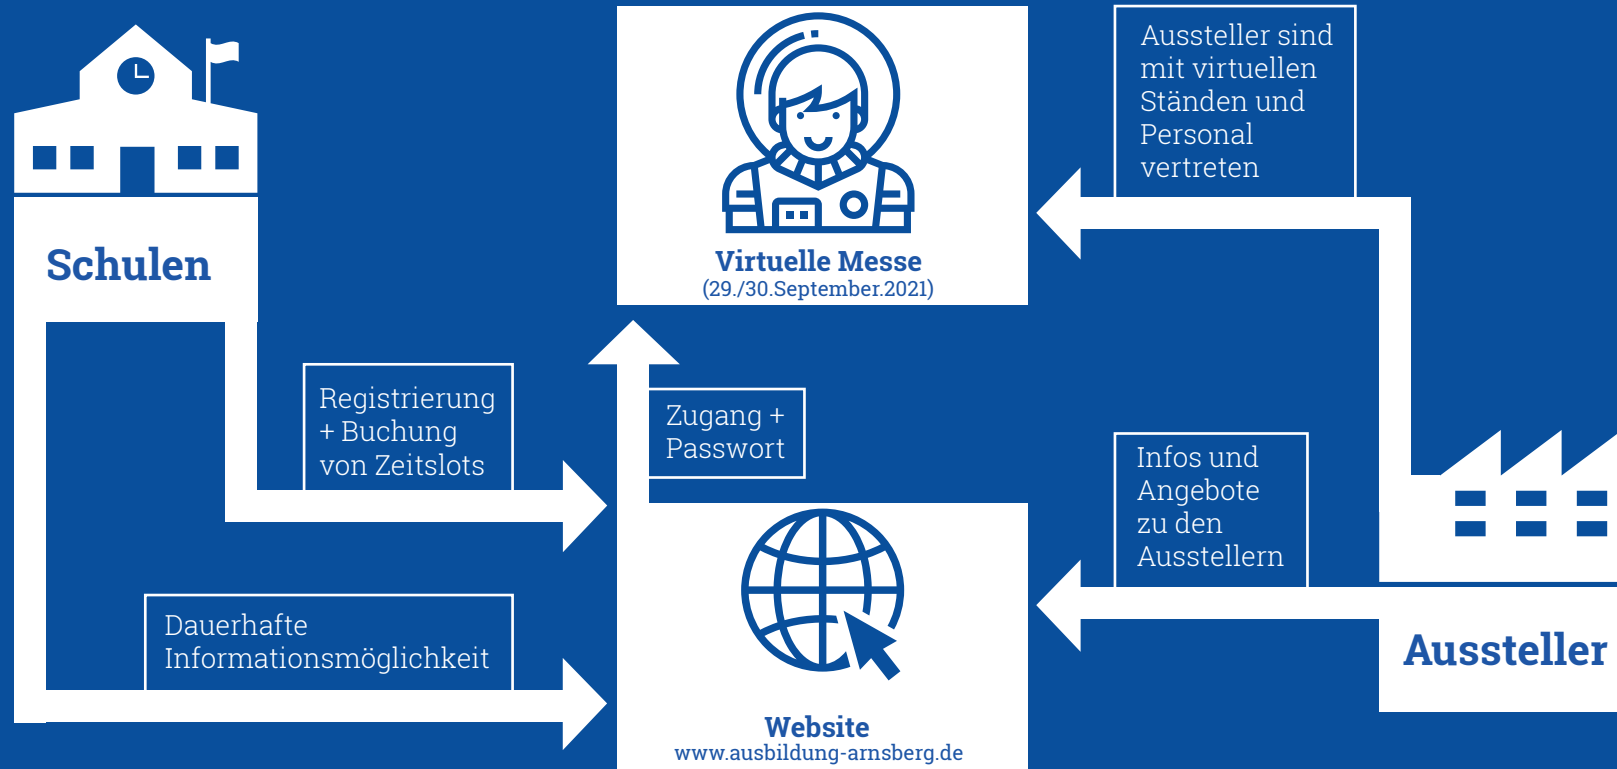 Schulen
Virtuelle Messe
(29./30.September.2021)
Aussteller sind
mit virtuellen
Ständen und
Personal
vertreten
Registrierung
+ Buchung
von Zeitslots
Zugang +
Passwort
Infos und
Angebote
zu den
Ausstellern
Dauerhafte
Informationsmöglichkeit
Aussteller
Website
www.ausbildung-arnsberg.de